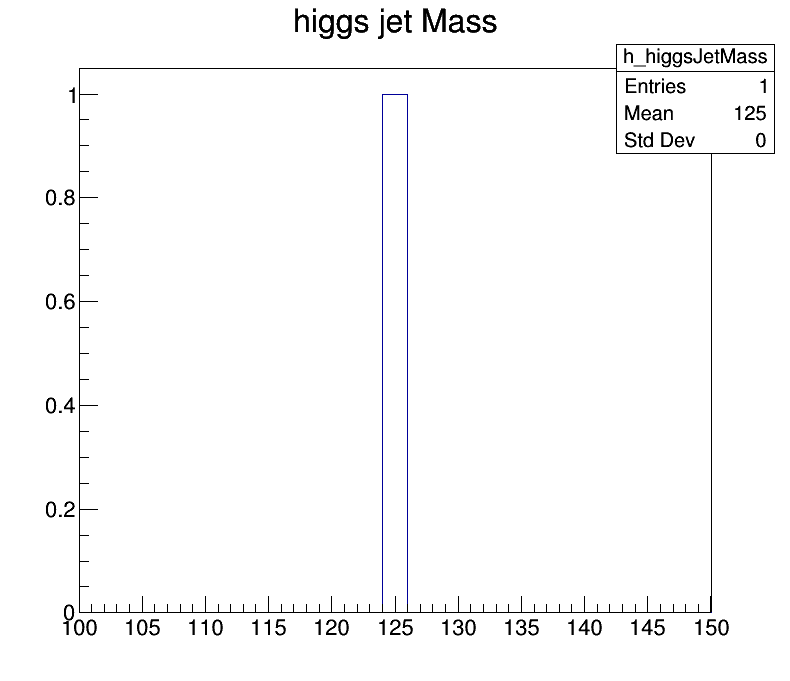 higgs jet Mass
h_higgsJetMass
Entries 1
Mean 125
Std Dev 0
1
0.8
0.6
0.4
0.2
0
100 105 110 115 120 125 130 135 140 145 150